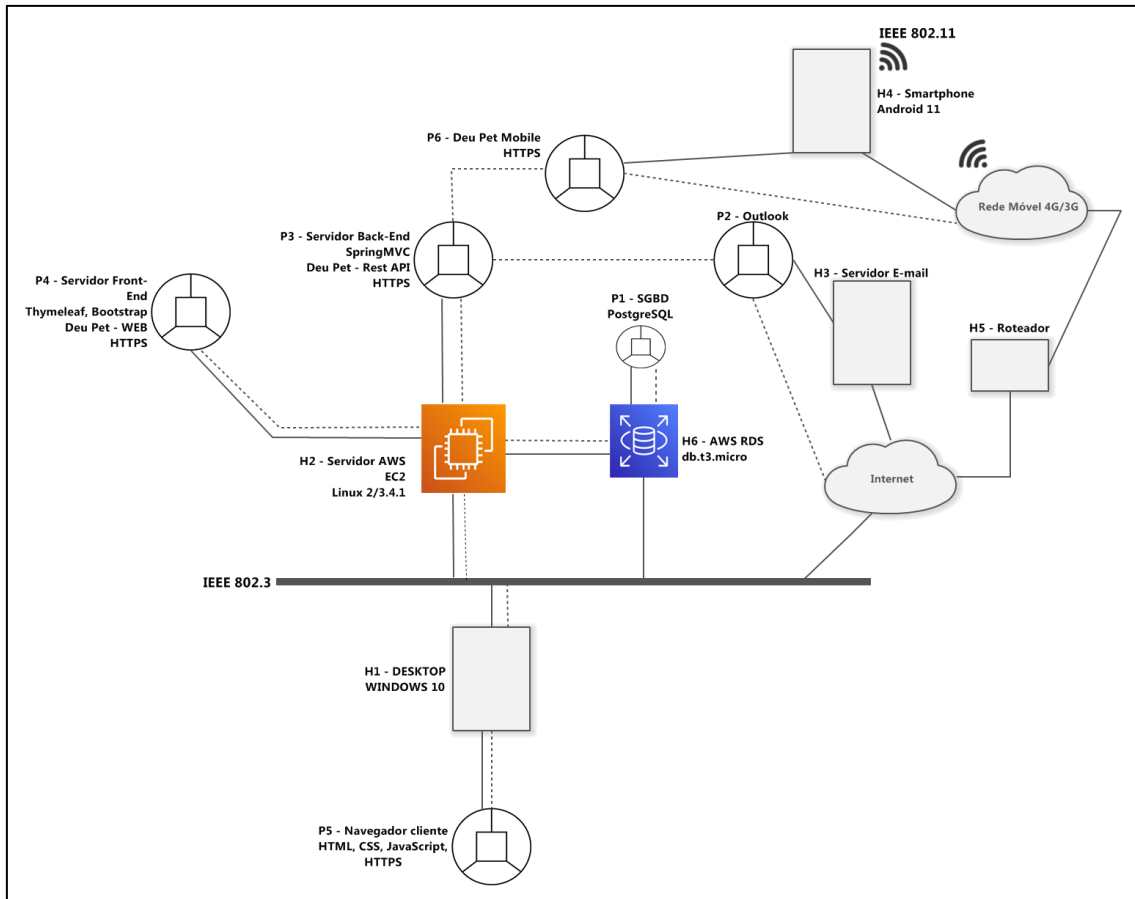 IEEE 802.11
H4 - Smartphone
Android 11
P6 - Deu Pet Mobile
HTTPS
Rede Móvel 4G/3G
P2 - Outlook
P3 - Servidor Back-End
SpringMVC
Deu Pet - Rest API
HTTPS
H3 - Servidor E-mail
P4 - Servidor Front-
End
Thymeleaf, Bootstrap
Deu Pet - WEB
HTTPS
P1 - SGBD
PostgreSQL
H5 - Roteador
H6 - AWS RDS
db.t3.micro
H2 - Servidor AWS
EC2
Linux 2/3.4.1
Internet
IEEE 802.3
H1 - DESKTOP
WINDOWS 10
P5 - Navegador cliente
HTML, CSS, JavaScript,
HTTPS